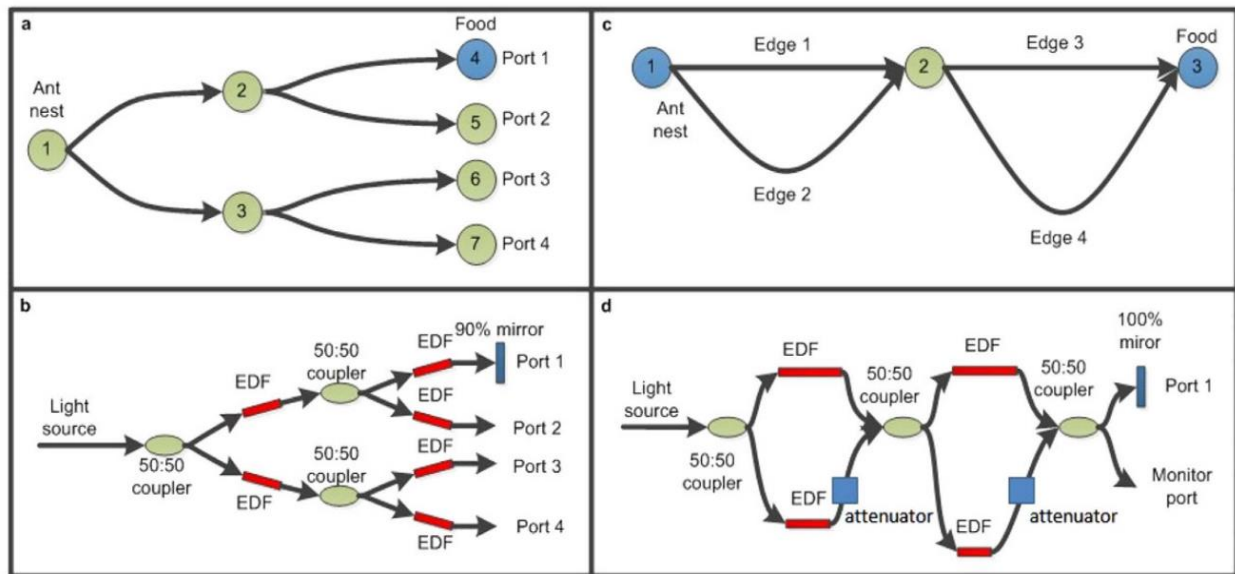 a
Food
4
Port 1
Ant
nest
2
1
5
Port 2
6
Port 3
3
7
Port 4
c
Food
Edge 1
Edge 3
1
2
3
Ant
nest
Edge 2
Edge 4
b
90% mirror
EDF
50:50
coupler
Port 1
EDF
EDF
Light
source
Port 2
50:50
coupler
50:50
coupler
EDF
Port 3
EDF
Port 4
EDF
d
100%
miror
EDF
EDF
50:50
coupler
50:50
coupler
Port 1
Light
source
50:50
coupler
Monitor
port
EDF
attenuator
attenuator
EDF